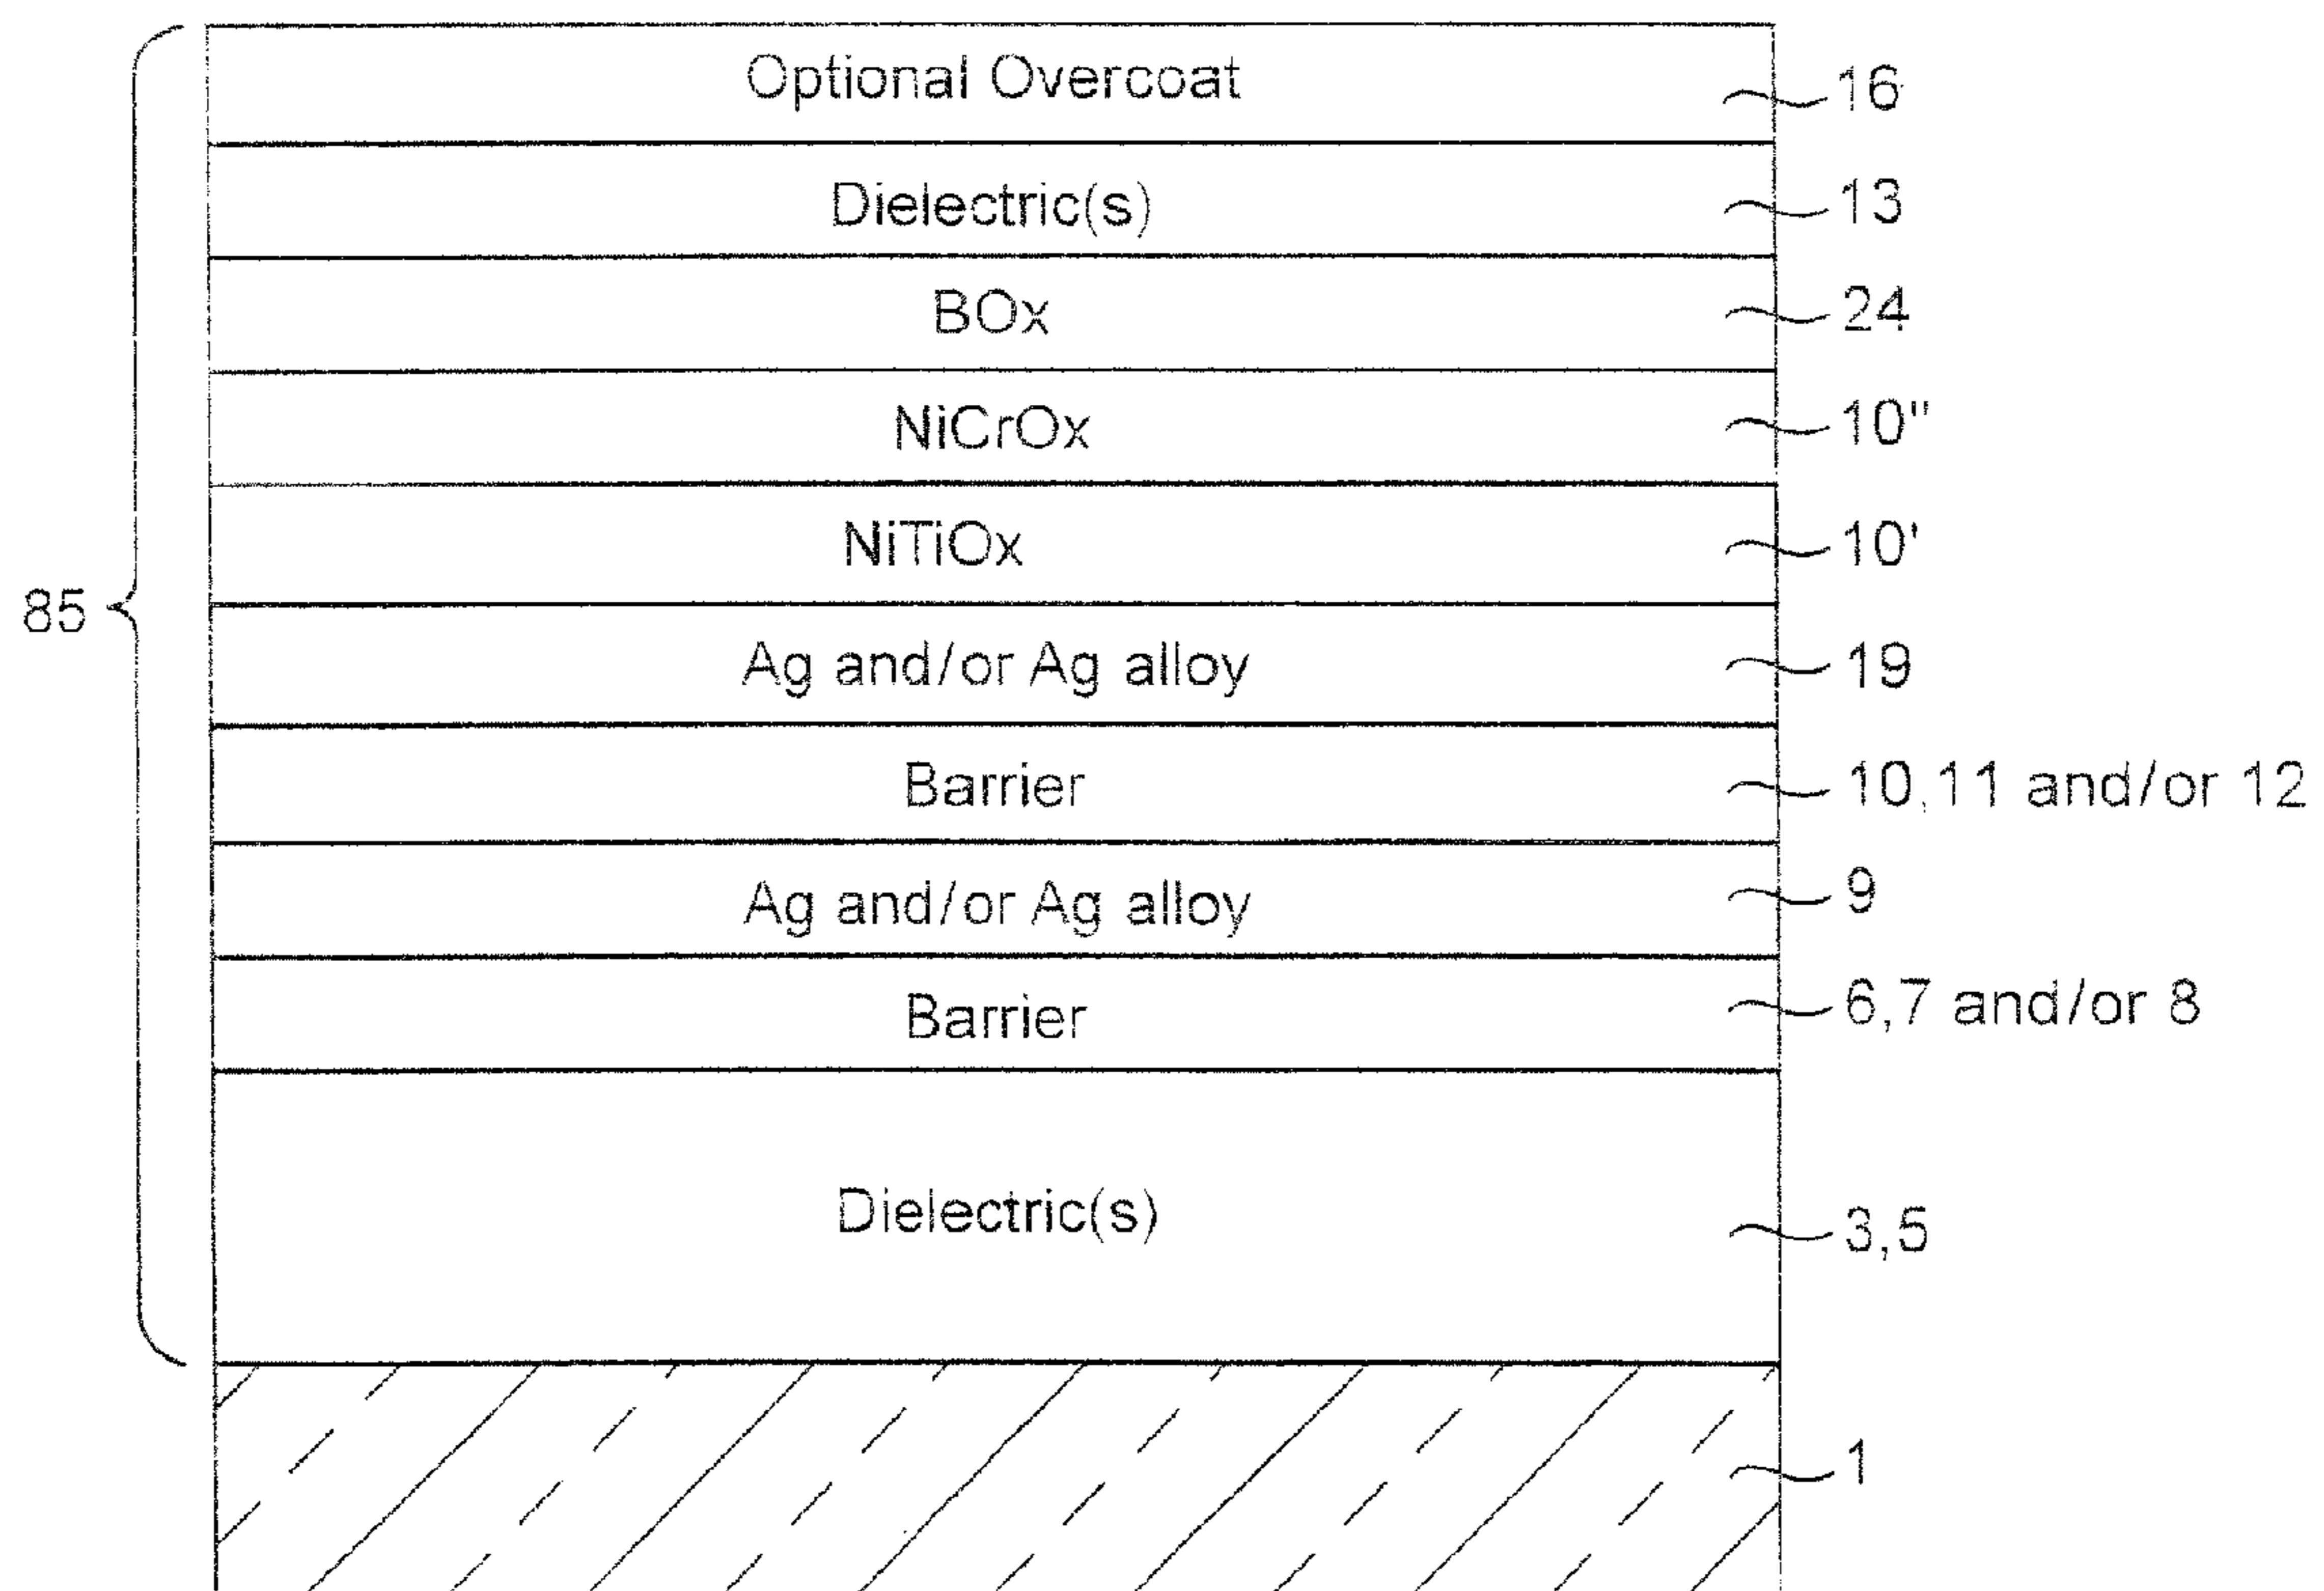 Optional Overcoat 16
Dielectric(s) 13
BOx 24
NiCrOx 10"
NiTiOx 10'
85
Ag and/or Ag alloy 19
Barrier 10,11 and/or 12
Ag and/or Ag alloy 9
Barrier 6,7 and/or 8
Dielectric(s) 3,5
1